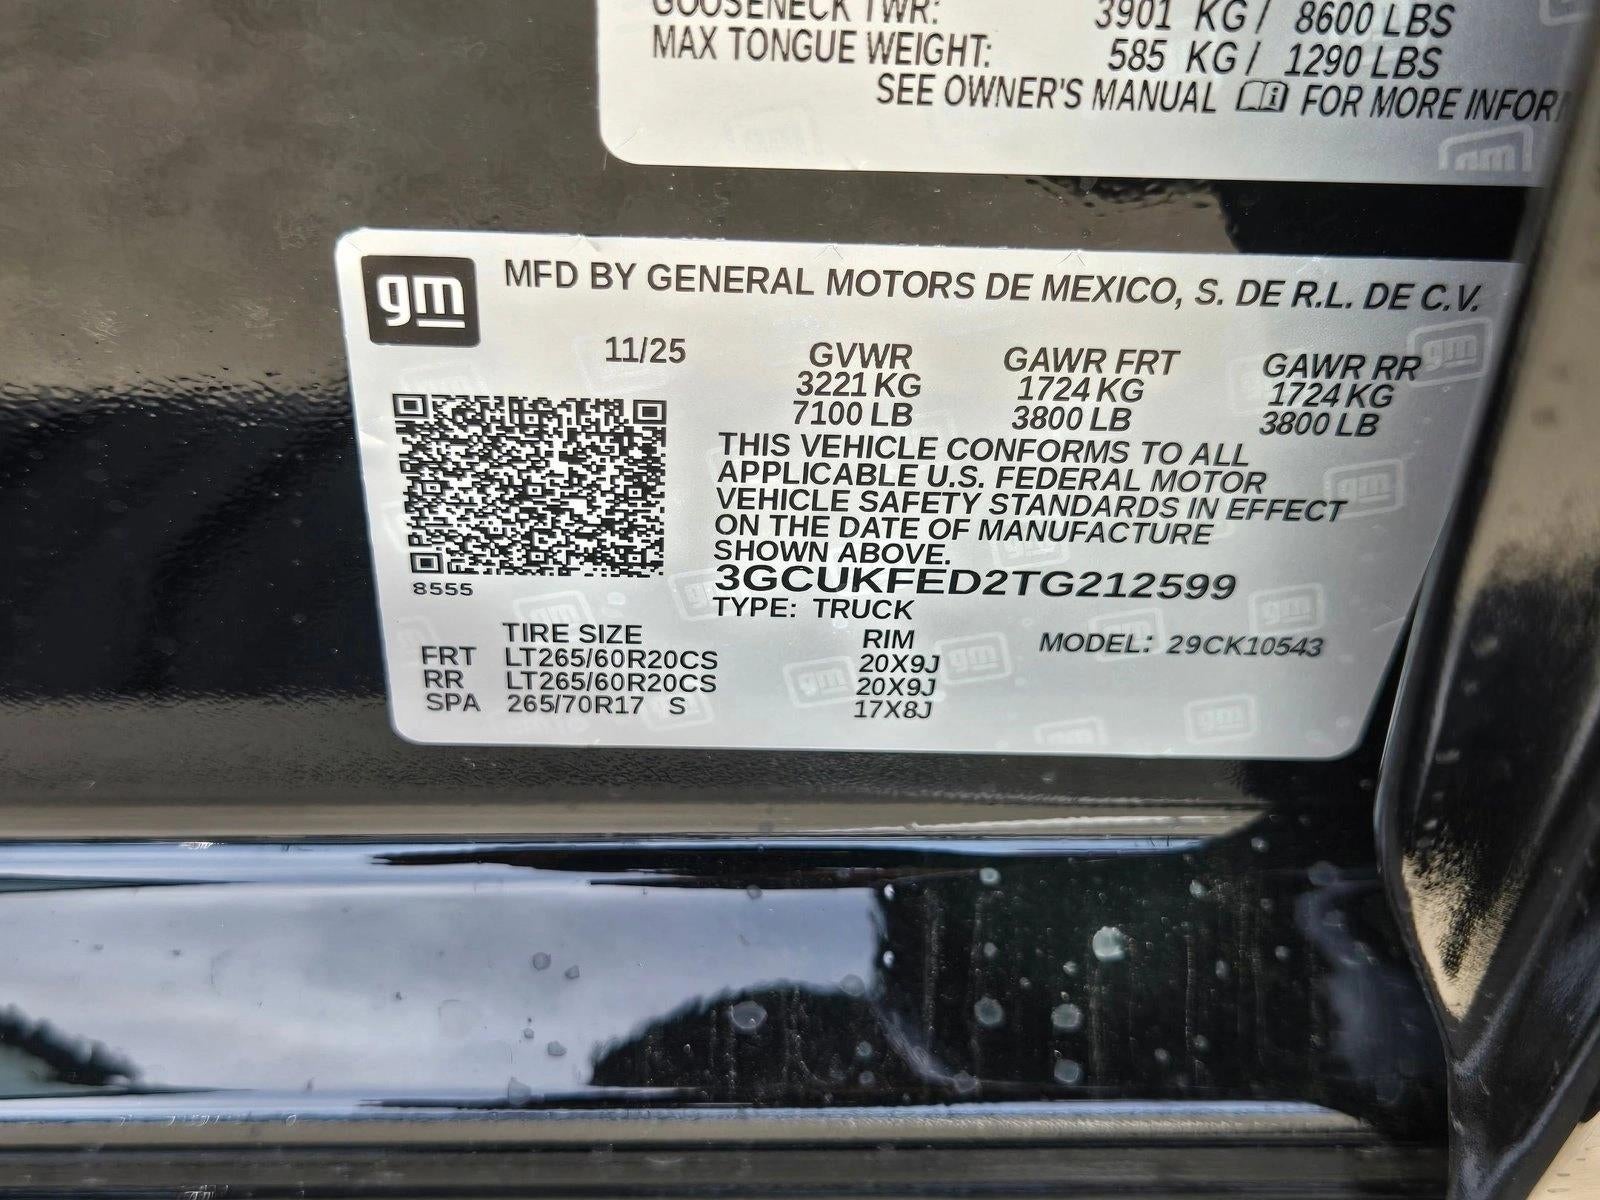 GOOSENECK TWR: 3901 KG / 8600 LBS
MAX TONGUE WEIGHT: 585 KG / 1290 LBS
SEE OWNER'S MANUAL FOR MORE INFOR
gm
gm MFD BY GENERAL MOTORS DE MEXICO, S. DE R.L. DE C.V.
11/25 GVWR GAWR FRT GAWR RR
3221 KG 1724 KG 1724 KG
7100 LB 3800 LB 3800 LB
THIS VEHICLE CONFORMS TO ALL
APPLICABLE U.S. FEDERAL MOTOR
VEHICLE SAFETY STANDARDS IN EFFECT
ON THE DATE OF MANUFACTURE
SHOWN ABOVE.
8555 3GCUKFED2TG212599
TYPE: TRUCK
TIRE SIZE RIM MODEL: 29CK10543
FRT LT265/60R20CS 20X9J
RR LT265/60R20CS 20X9J
SPA 265/70R17 S 17X8J